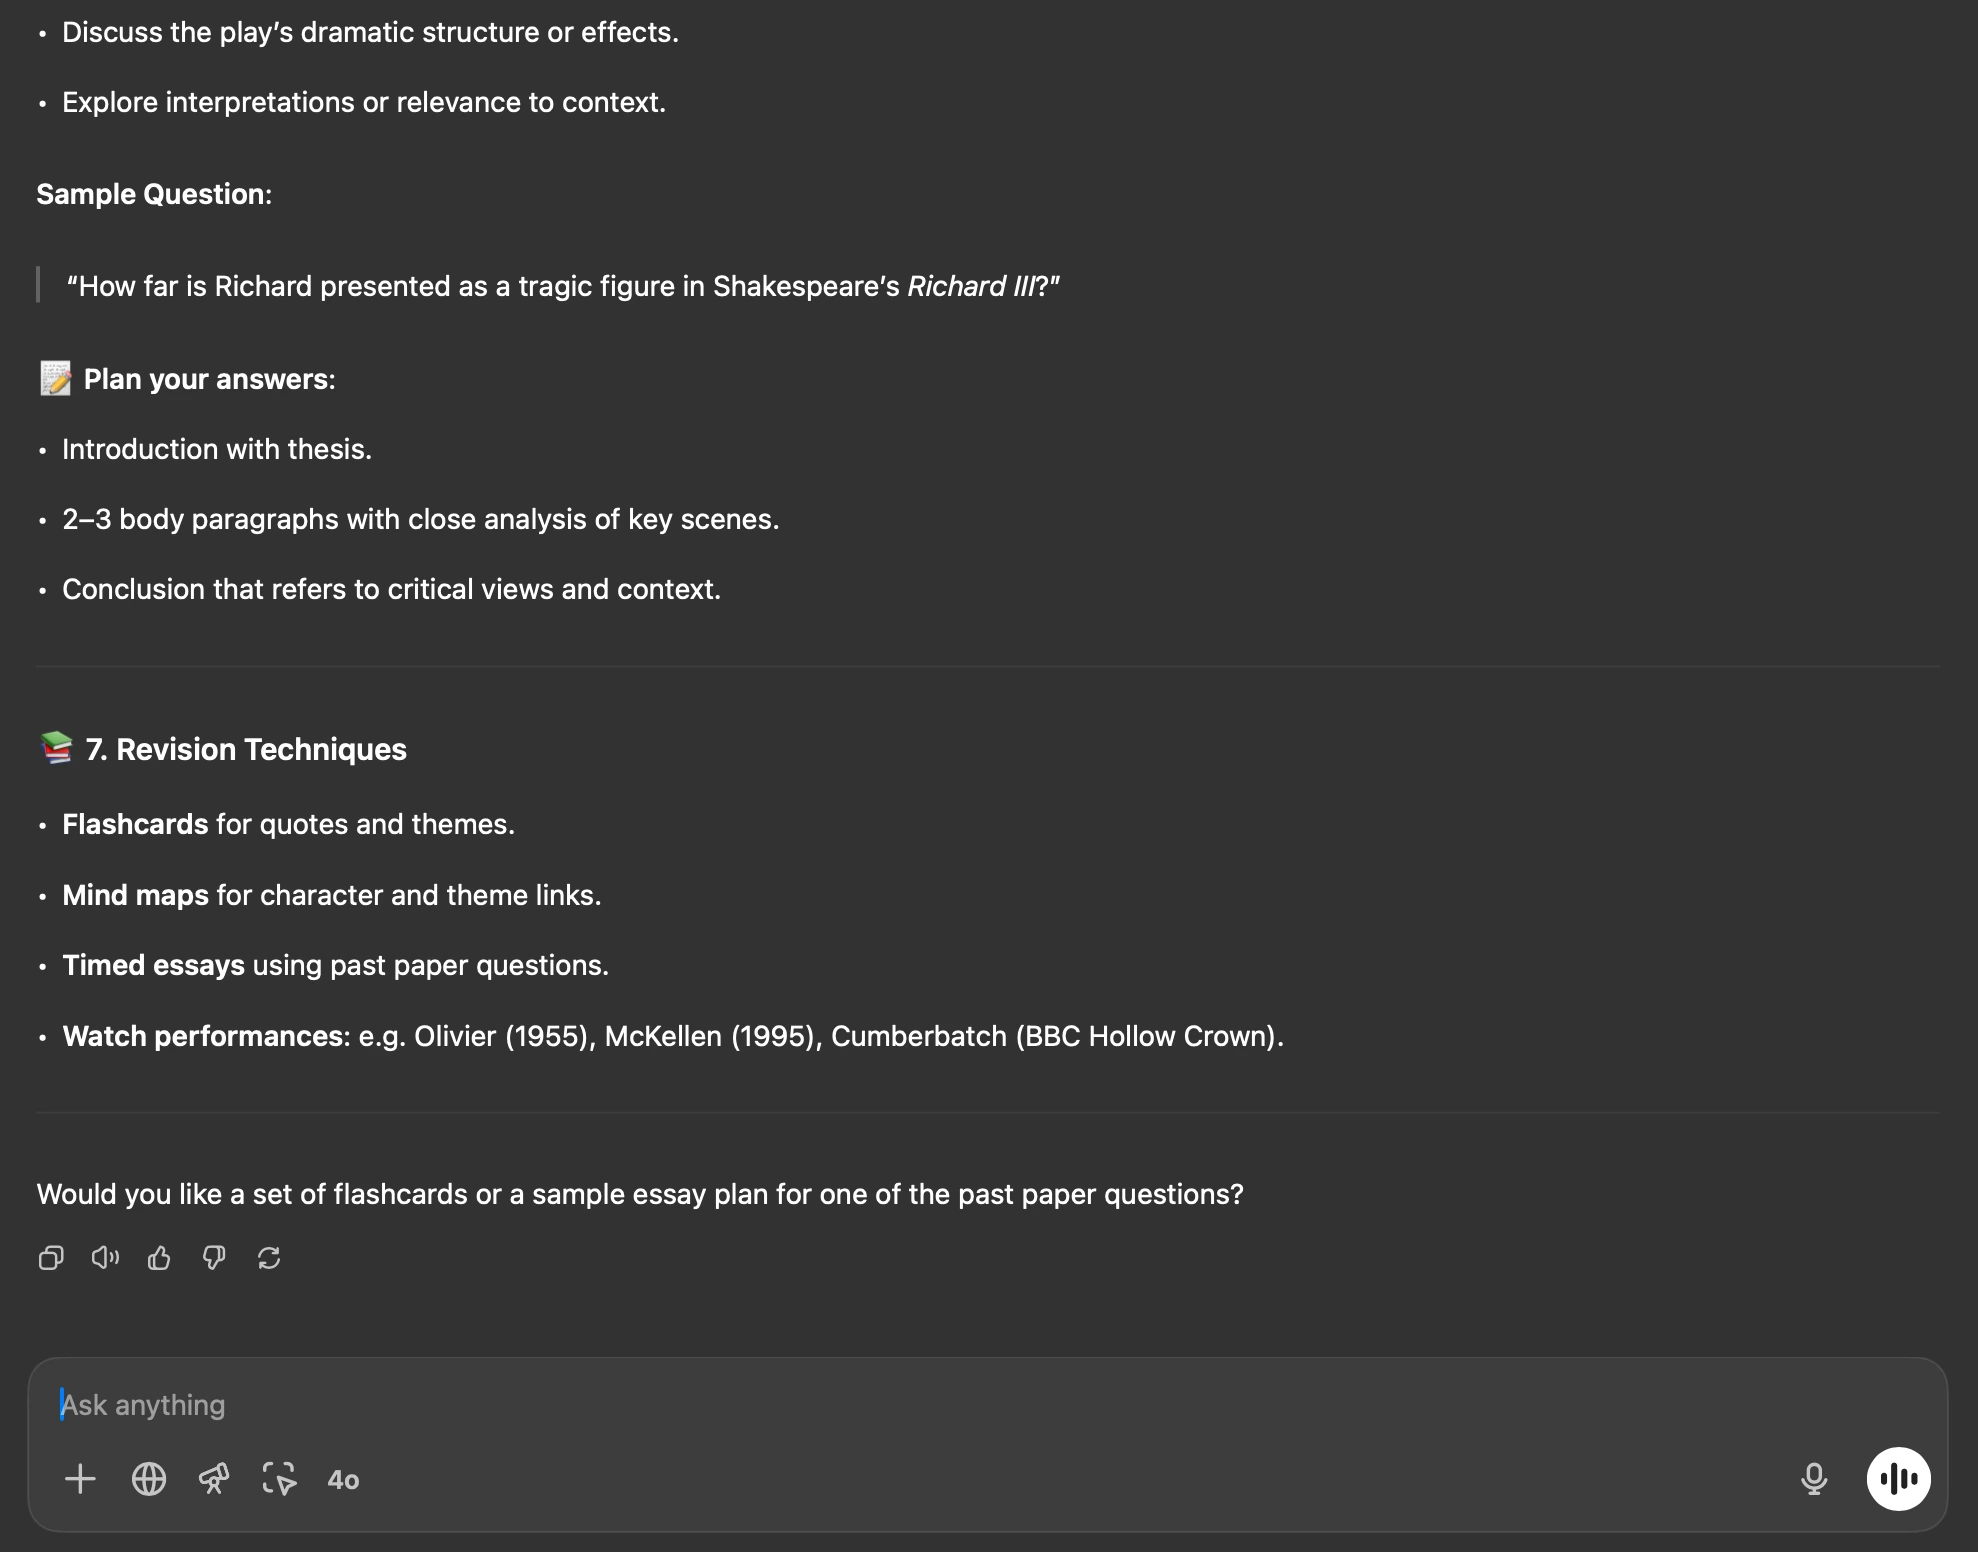 • Discuss the play’s dramatic structure or effects.
• Explore interpretations or relevance to context.
Sample Question:
“How far is Richard presented as a tragic figure in Shakespeare’s Richard III?”
📝 Plan your answers:
• Introduction with thesis.
• 2–3 body paragraphs with close analysis of key scenes.
• Conclusion that refers to critical views and context.
📚 7. Revision Techniques
• Flashcards for quotes and themes.
• Mind maps for character and theme links.
• Timed essays using past paper questions.
• Watch performances: e.g. Olivier (1955), McKellen (1995), Cumberbatch (BBC Hollow Crown).
Would you like a set of flashcards or a sample essay plan for one of the past paper questions?
Ask anything
4o